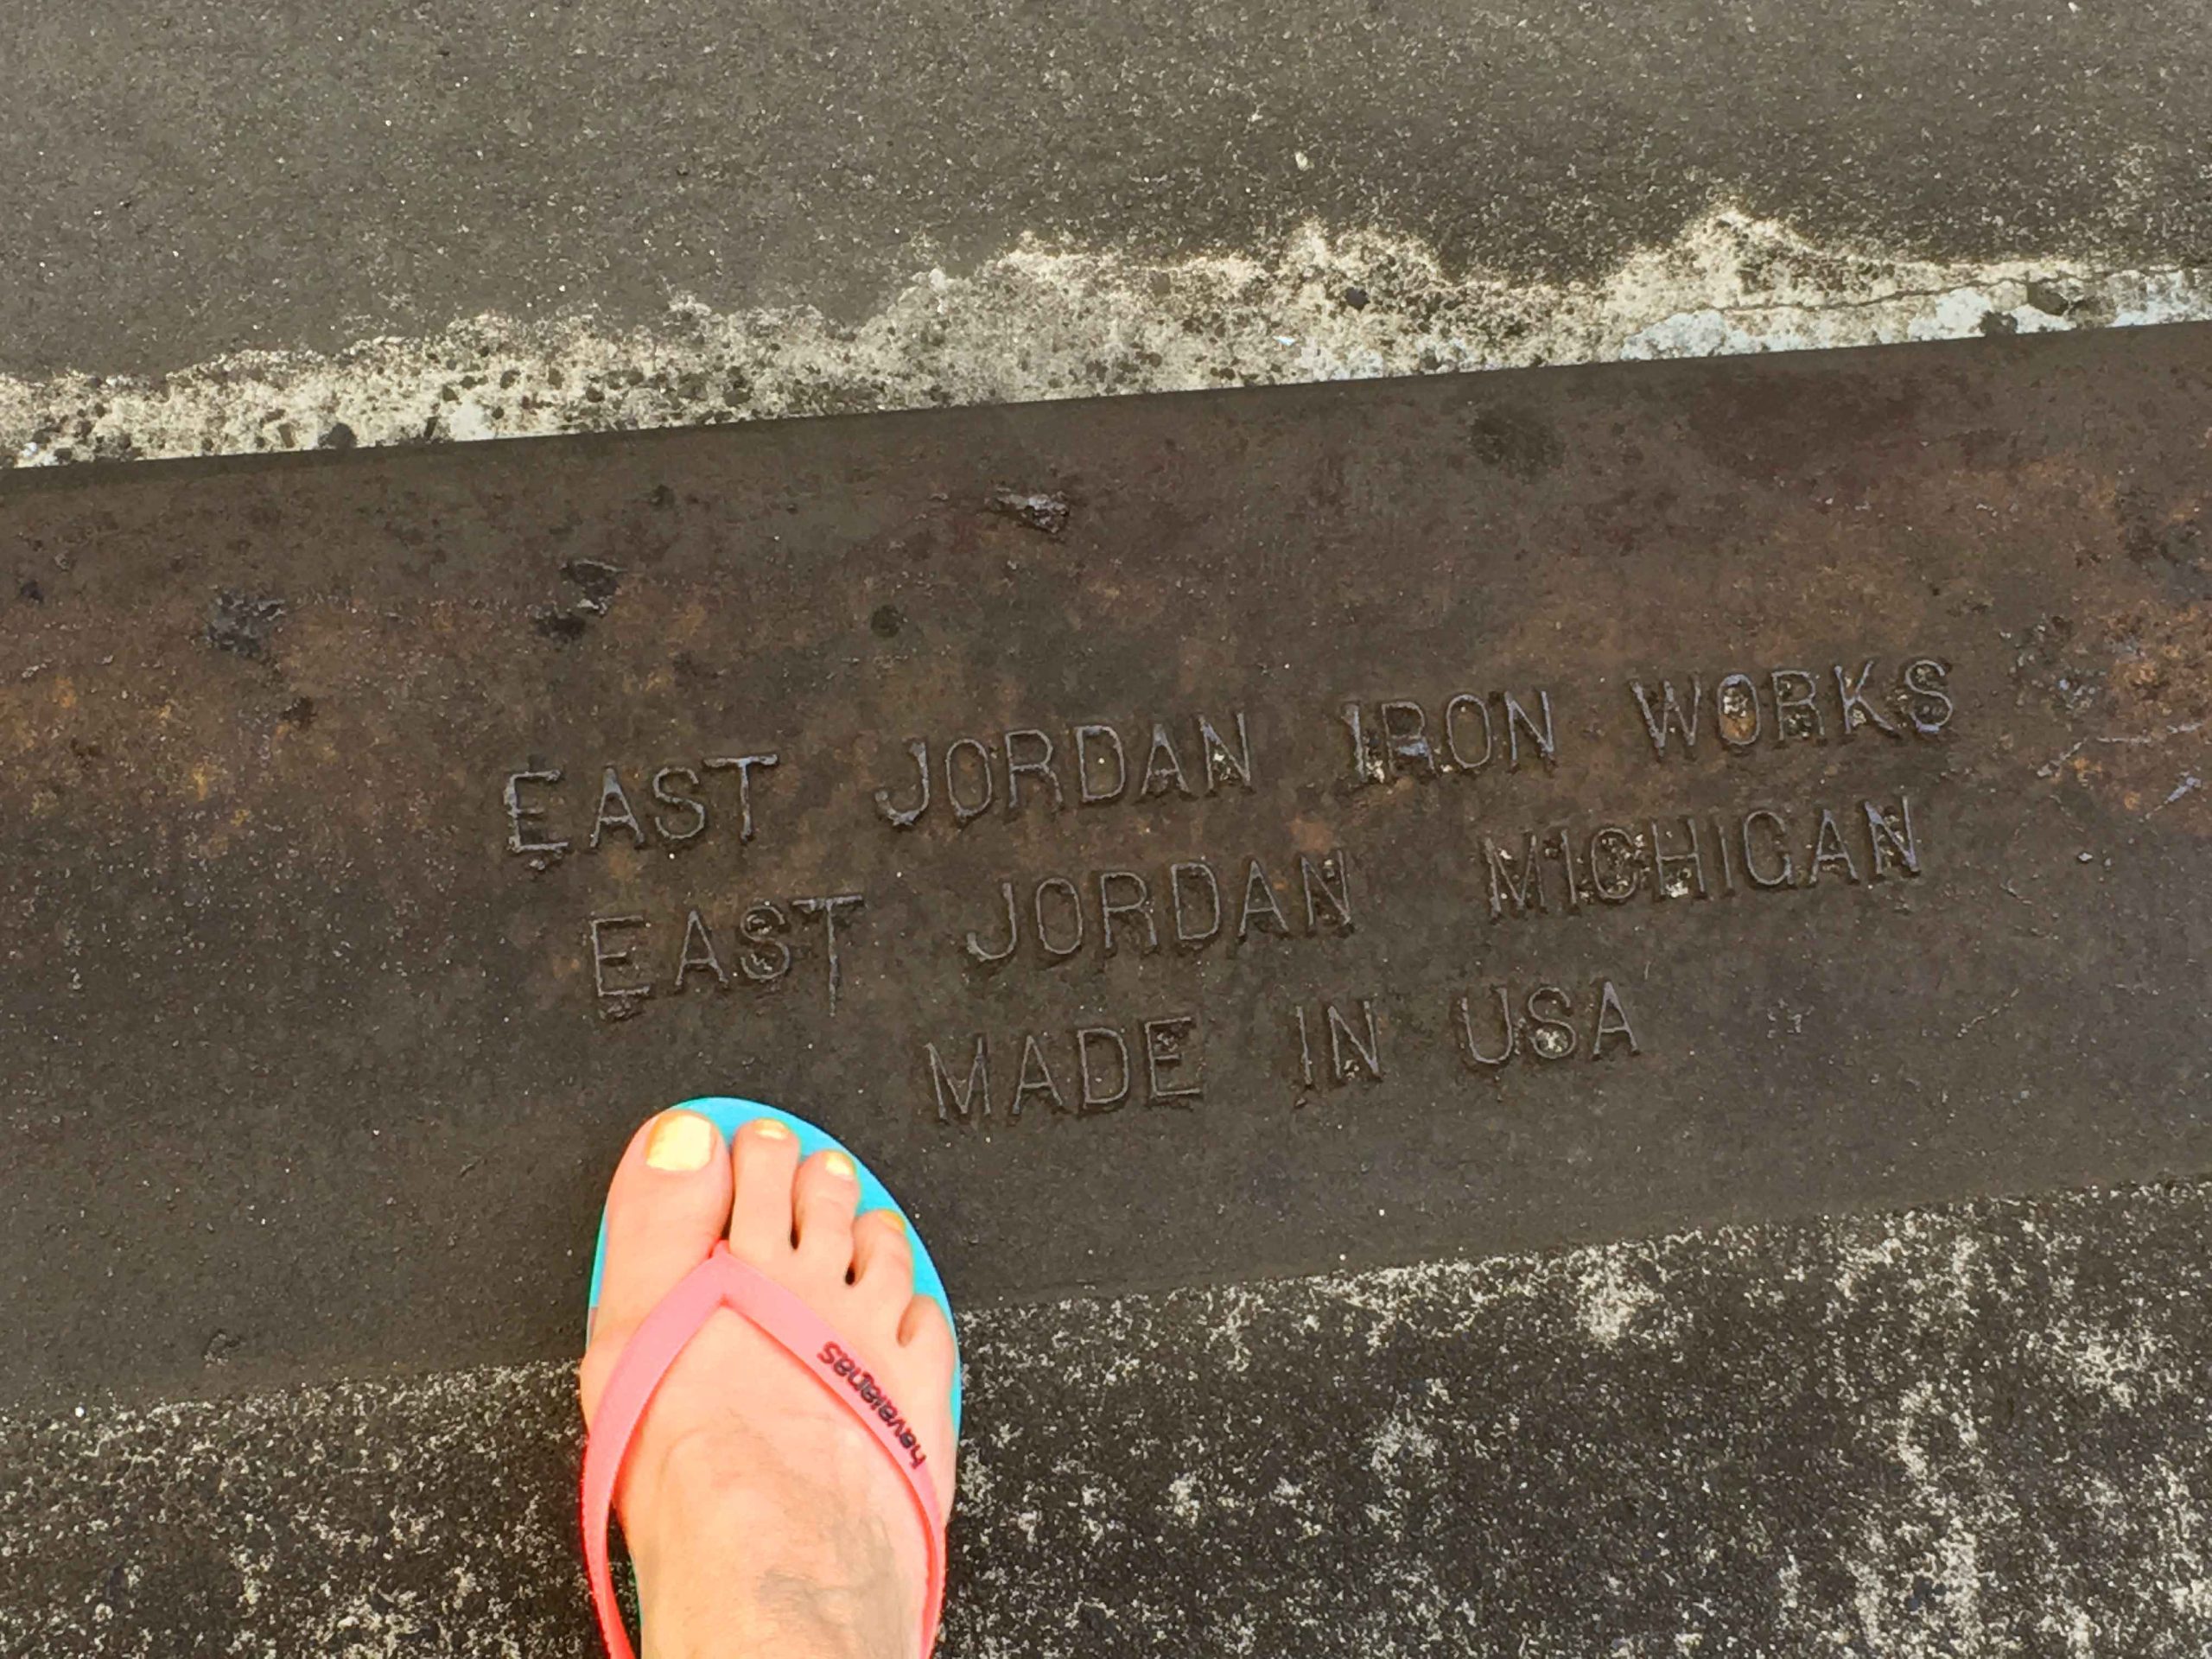 EAST JORDAN IRON WORKS
EAST JORDAN MICHIGAN
MADE IN USA
havaianas